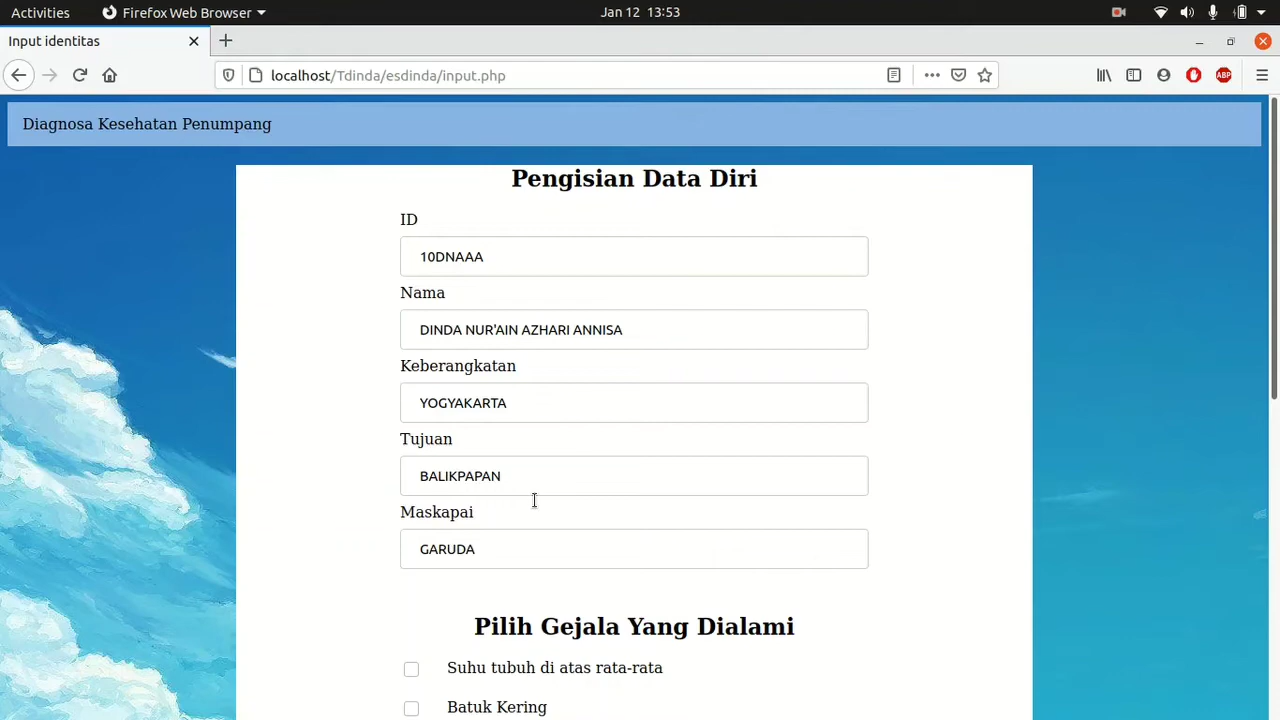 Activities
Firefox Web Browser
Jan 12 13:53
Input identitas
localhost/Tdinda/esdinda/input.php
ABP
Diagnosa Kesehatan Penumpang
Pengisian Data Diri
ID
10DNAAA
Nama
DINDA NUR'AIN AZHARI ANNISA
Keberangkatan
YOGYAKARTA
Tujuan
BALIKPAPAN
Maskapai
GARUDA
Pilih Gejala Yang Dialami
Suhu tubuh di atas rata-rata
Batuk Kering